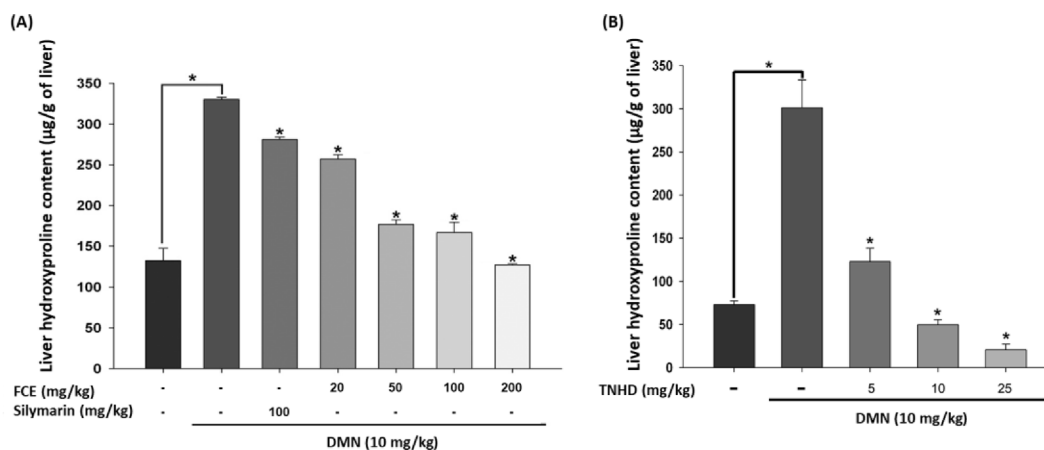 (A)
Liver hydroxyproline content (µg/g of liver)
350
300
250
200
150
100
50
0
*
*
*
*
*
*
FCE (mg/kg) - - - 20 50 100 200
Silymarin (mg/kg) - - 100 - - - -
DMN (10 mg/kg)
(B)
Liver hydroxyproline content (µg/g of liver)
350
300
250
200
150
100
50
0
*
*
*
*
TNHD (mg/kg) - - 5 10 25
DMN (10 mg/kg)